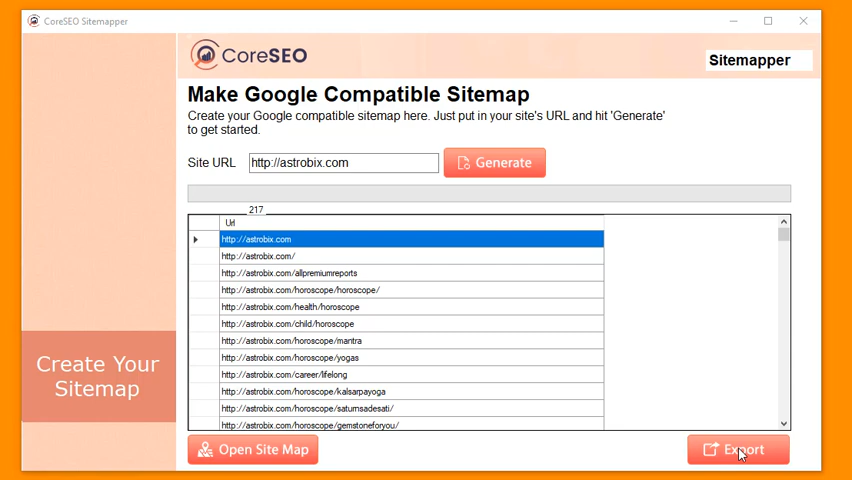 CoreSEO Sitemapper
CoreSEO
Sitemapper
Make Google Compatible Sitemap
Create your Google compatible sitemap here. Just put in your site's URL and hit 'Generate'
to get started.
Site URL http://astrobix.com Generate
217
Url
http://astrobix.com
http://astrobix.com/
http://astrobix.com/allpremiumreports
http://astrobix.com/horoscope/horoscope/
http://astrobix.com/health/horoscope
http://astrobix.com/child/horoscope
http://astrobix.com/horoscope/mantra
http://astrobix.com/horoscope/yogas
http://astrobix.com/career/lifelong
http://astrobix.com/horoscope/kalsarpayoga
http://astrobix.com/horoscope/saturnsadesati/
http://astrobix.com/horoscope/gemstoneforyou/
Create Your
Sitemap
Open Site Map
Export